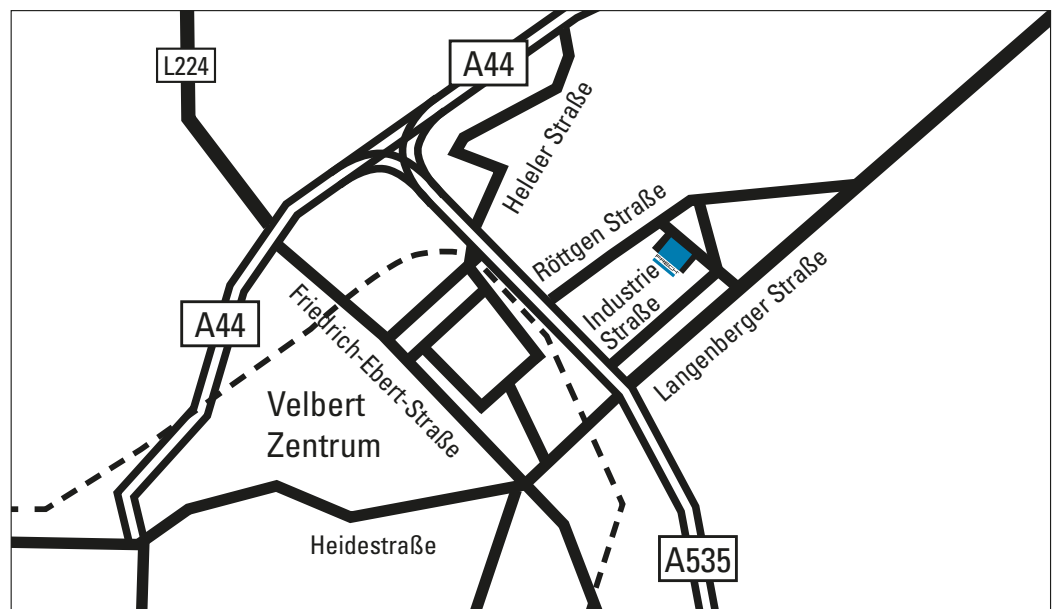 L224
A44
Heleler Straße
Röttgen Straße
Industrie
Straße
Langenberger Straße
A44
Friedrich-Ebert-Straße
Velbert
Zentrum
Heidestraße
A535